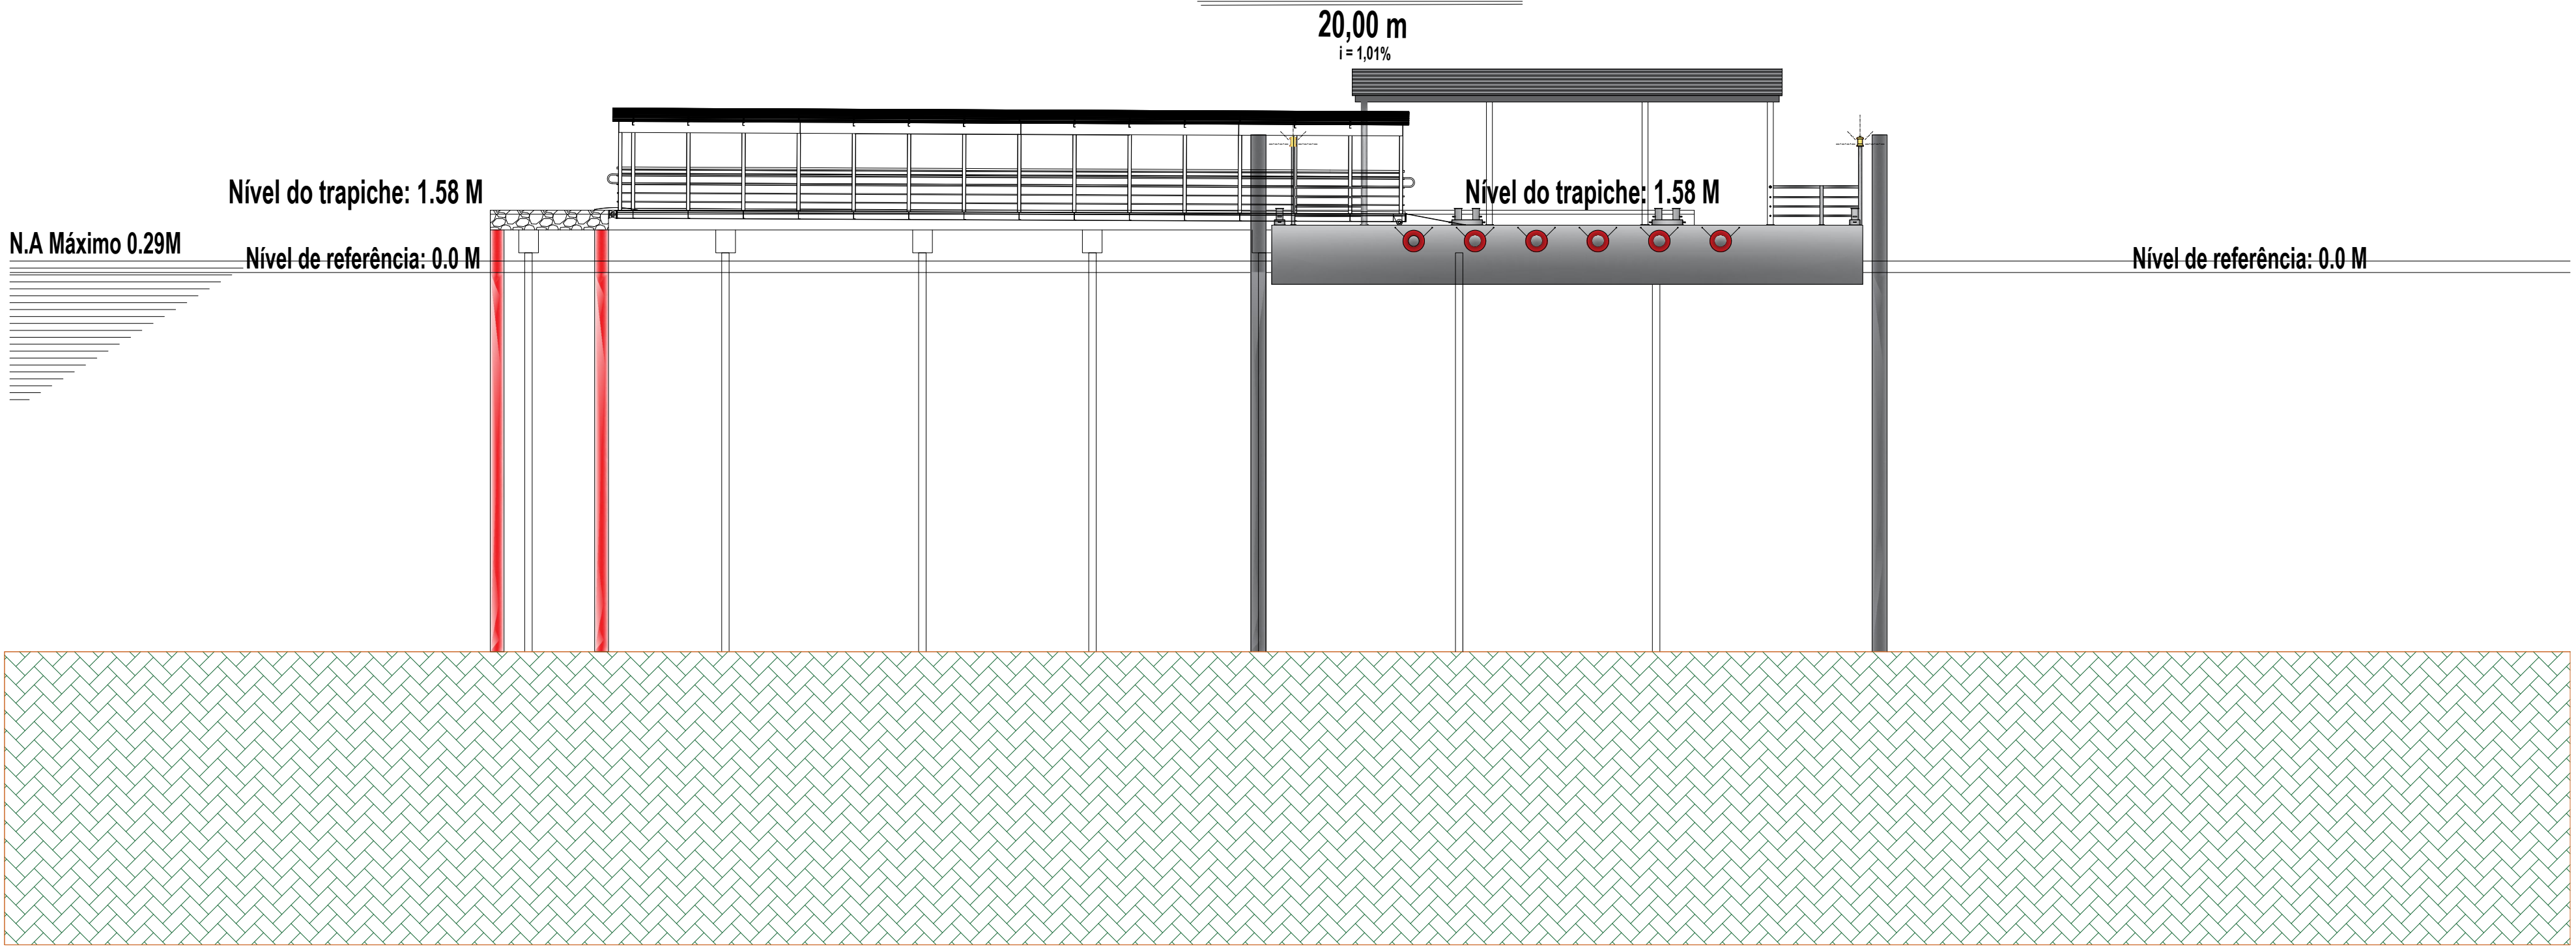 20,00 m
i = 1,01%
Nível do trapiche: 1.58 M
Nível do trapiche: 1.58 M
N.A Máximo 0.29M
Nível de referência: 0.0 M
Nível de referência: 0.0 M